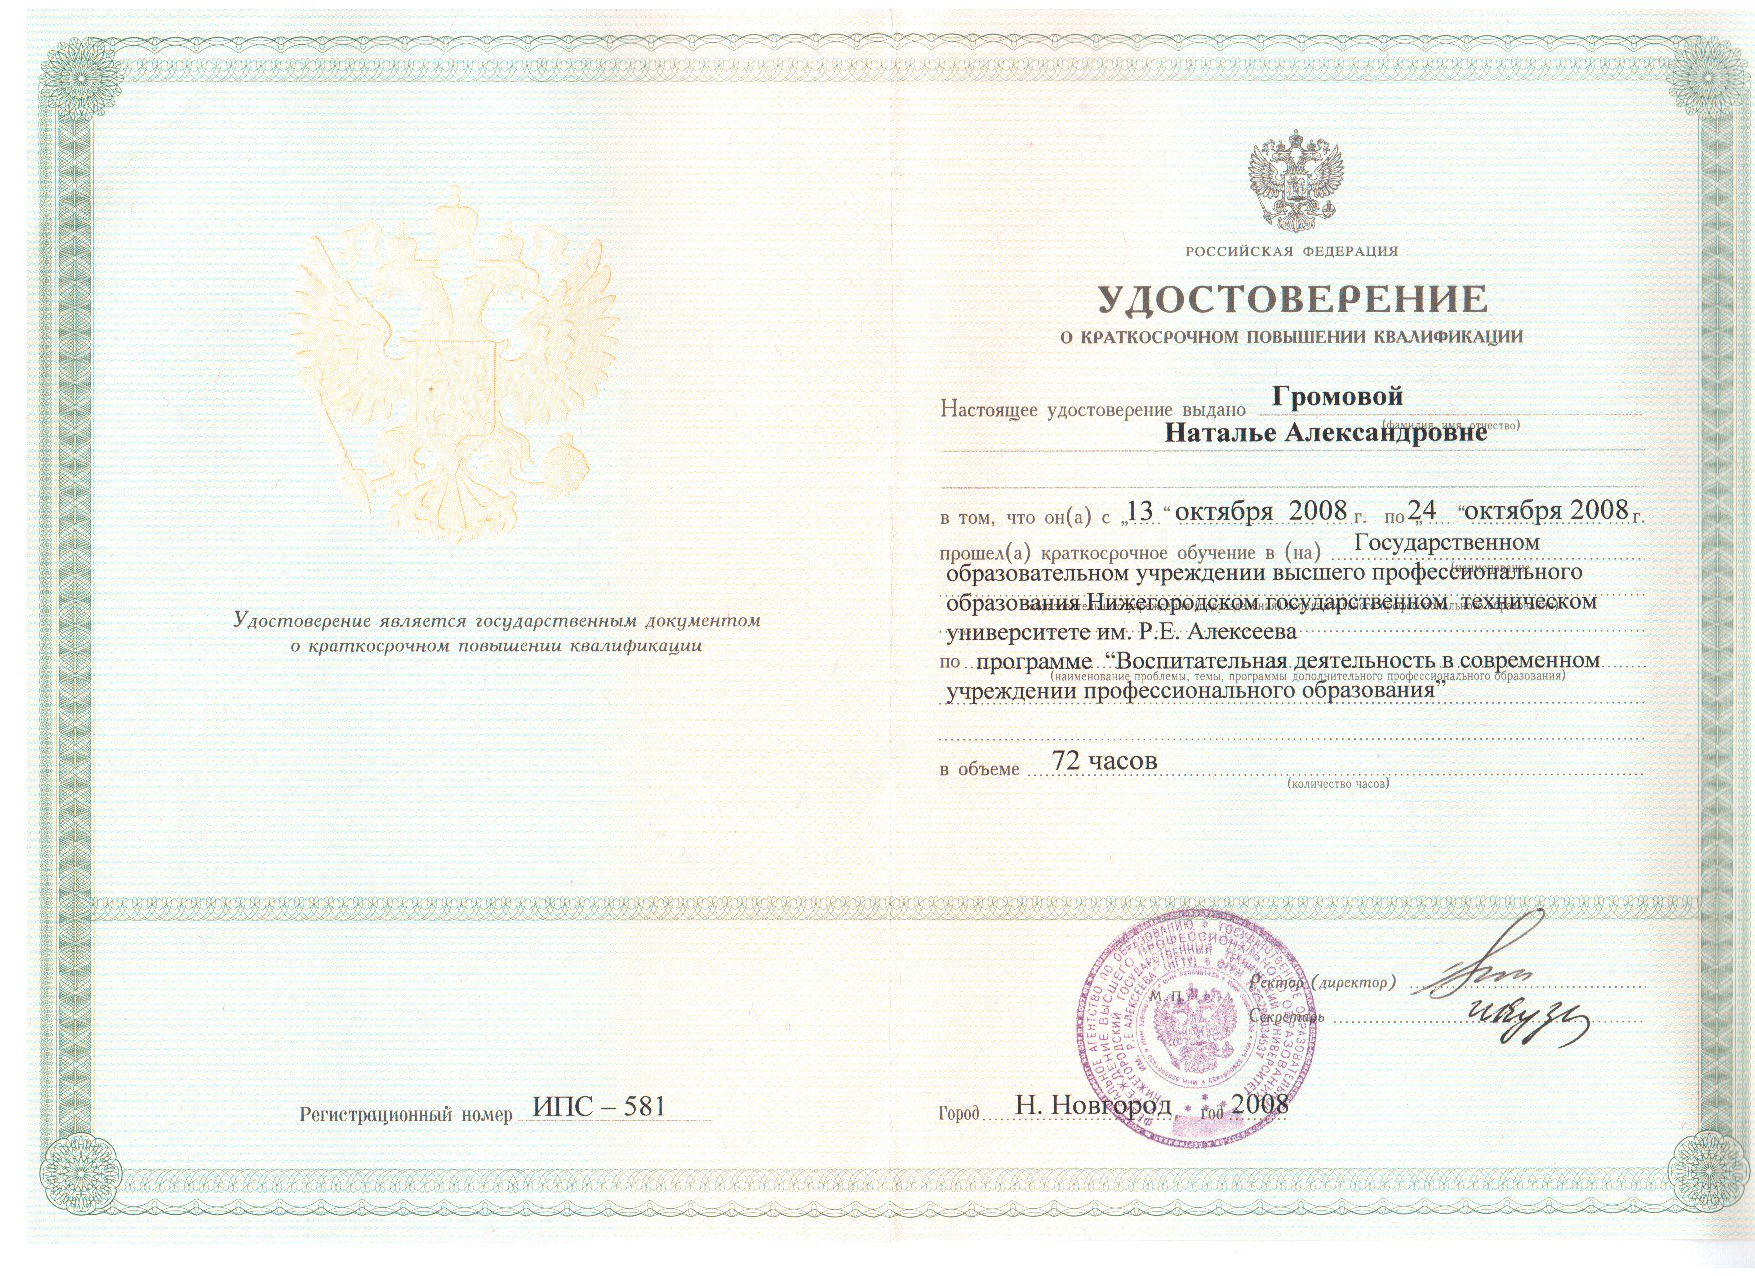 Удостоверение является государственным документом
о краткосрочном повышении квалификации
Регистрационный номер ИПС – 581
РОССИЙСКАЯ ФЕДЕРАЦИЯ
УДОСТОВЕРЕНИЕ
О КРАТКОСРОЧНОМ ПОВЫШЕНИИ КВАЛИФИКАЦИИ
Настоящее удостоверение выдано Громовой
(фамилия, имя, отчество)
Наталье Александровне
в том, что он(а) с „13“ октября 2008 г. по „24“ октября 2008 г.
прошел(а) краткосрочное обучение в (на) Государственном
(наименование
образовательном учреждении высшего профессионального
образования Нижегородском государственном техническом
университете им. Р.Е. Алексеева
по программе “Воспитательная деятельность в современном
(наименование проблемы, темы, программы дополнительного профессионального образования)
учреждении профессионального образования”
в объеме 72 часов
(количество часов)
М.П.
Ректор (директор)
Секретарь
Город Н. Новгород год 2008